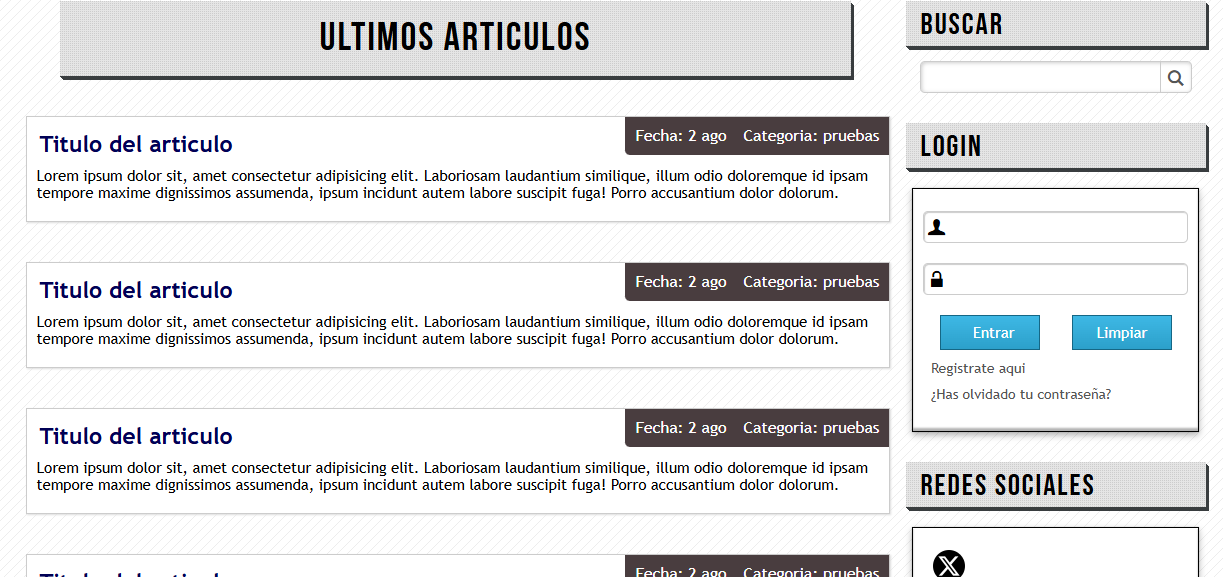 ULTIMOS ARTICULOS
Titulo del articulo
Fecha: 2 ago Categoria: pruebas
Lorem ipsum dolor sit, amet consectetur adipisicing elit. Laboriosam laudantium similique, illum odio doloremque id ipsam
tempore maxime dignissimos assumenda, ipsum incidunt autem labore suscipit fuga! Porro accusantium dolor dolorum.
Titulo del articulo
Fecha: 2 ago Categoria: pruebas
Lorem ipsum dolor sit, amet consectetur adipisicing elit. Laboriosam laudantium similique, illum odio doloremque id ipsam
tempore maxime dignissimos assumenda, ipsum incidunt autem labore suscipit fuga! Porro accusantium dolor dolorum.
Titulo del articulo
Fecha: 2 ago Categoria: pruebas
Lorem ipsum dolor sit, amet consectetur adipisicing elit. Laboriosam laudantium similique, illum odio doloremque id ipsam
tempore maxime dignissimos assumenda, ipsum incidunt autem labore suscipit fuga! Porro accusantium dolor dolorum.
Titulo del articulo
Fecha: 2 ago Categoria: pruebas
BUSCAR
LOGIN
Entrar
Limpiar
Registrate aqui
¿Has olvidado tu contraseña?
REDES SOCIALES